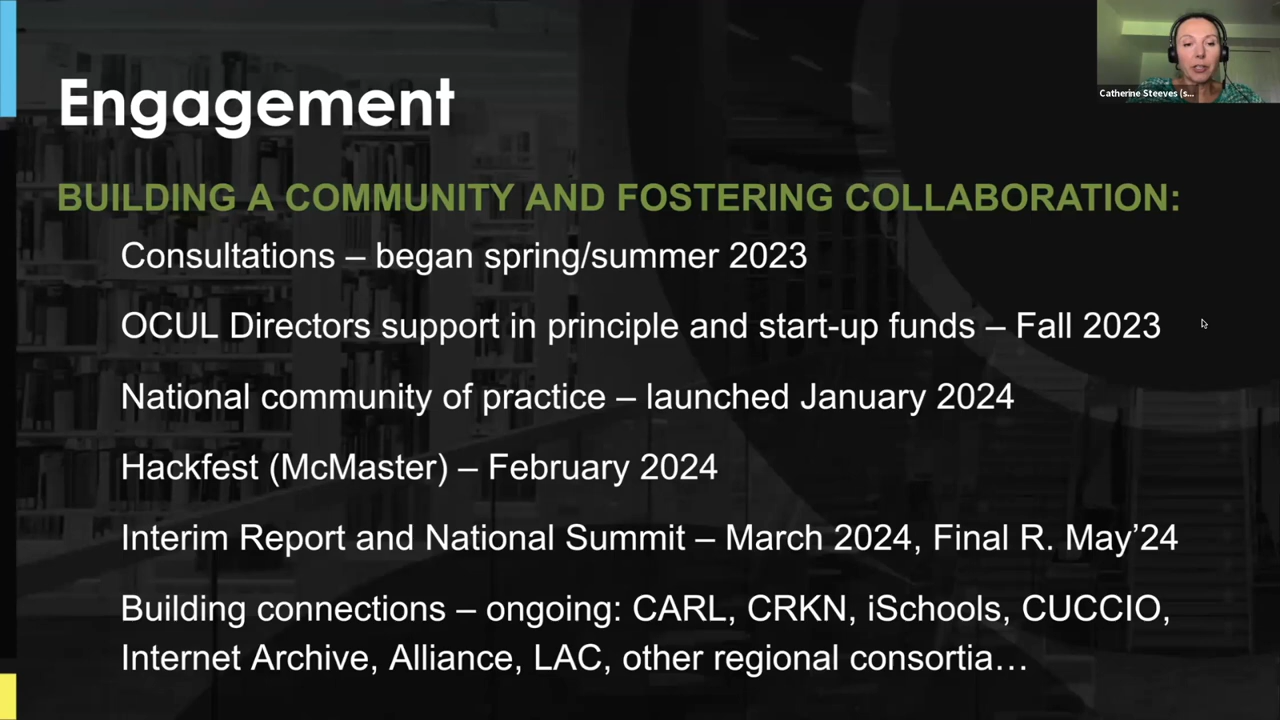 Catherine Steeves (s...
Engagement
BUILDING A COMMUNITY AND FOSTERING COLLABORATION:
Consultations – began spring/summer 2023
OCUL Directors support in principle and start-up funds – Fall 2023
National community of practice – launched January 2024
Hackfest (McMaster) – February 2024
Interim Report and National Summit – March 2024, Final R. May’24
Building connections – ongoing: CARL, CRKN, iSchools, CUCCIO,
Internet Archive, Alliance, LAC, other regional consortia…